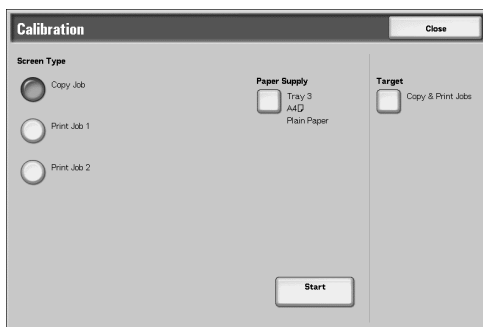 Calibration
Close
Screen Type
Copy Job
Print Job 1
Print Job 2
Paper Supply
Tray 3
A4
Plain Paper
Target
Copy & Print Jobs
Start